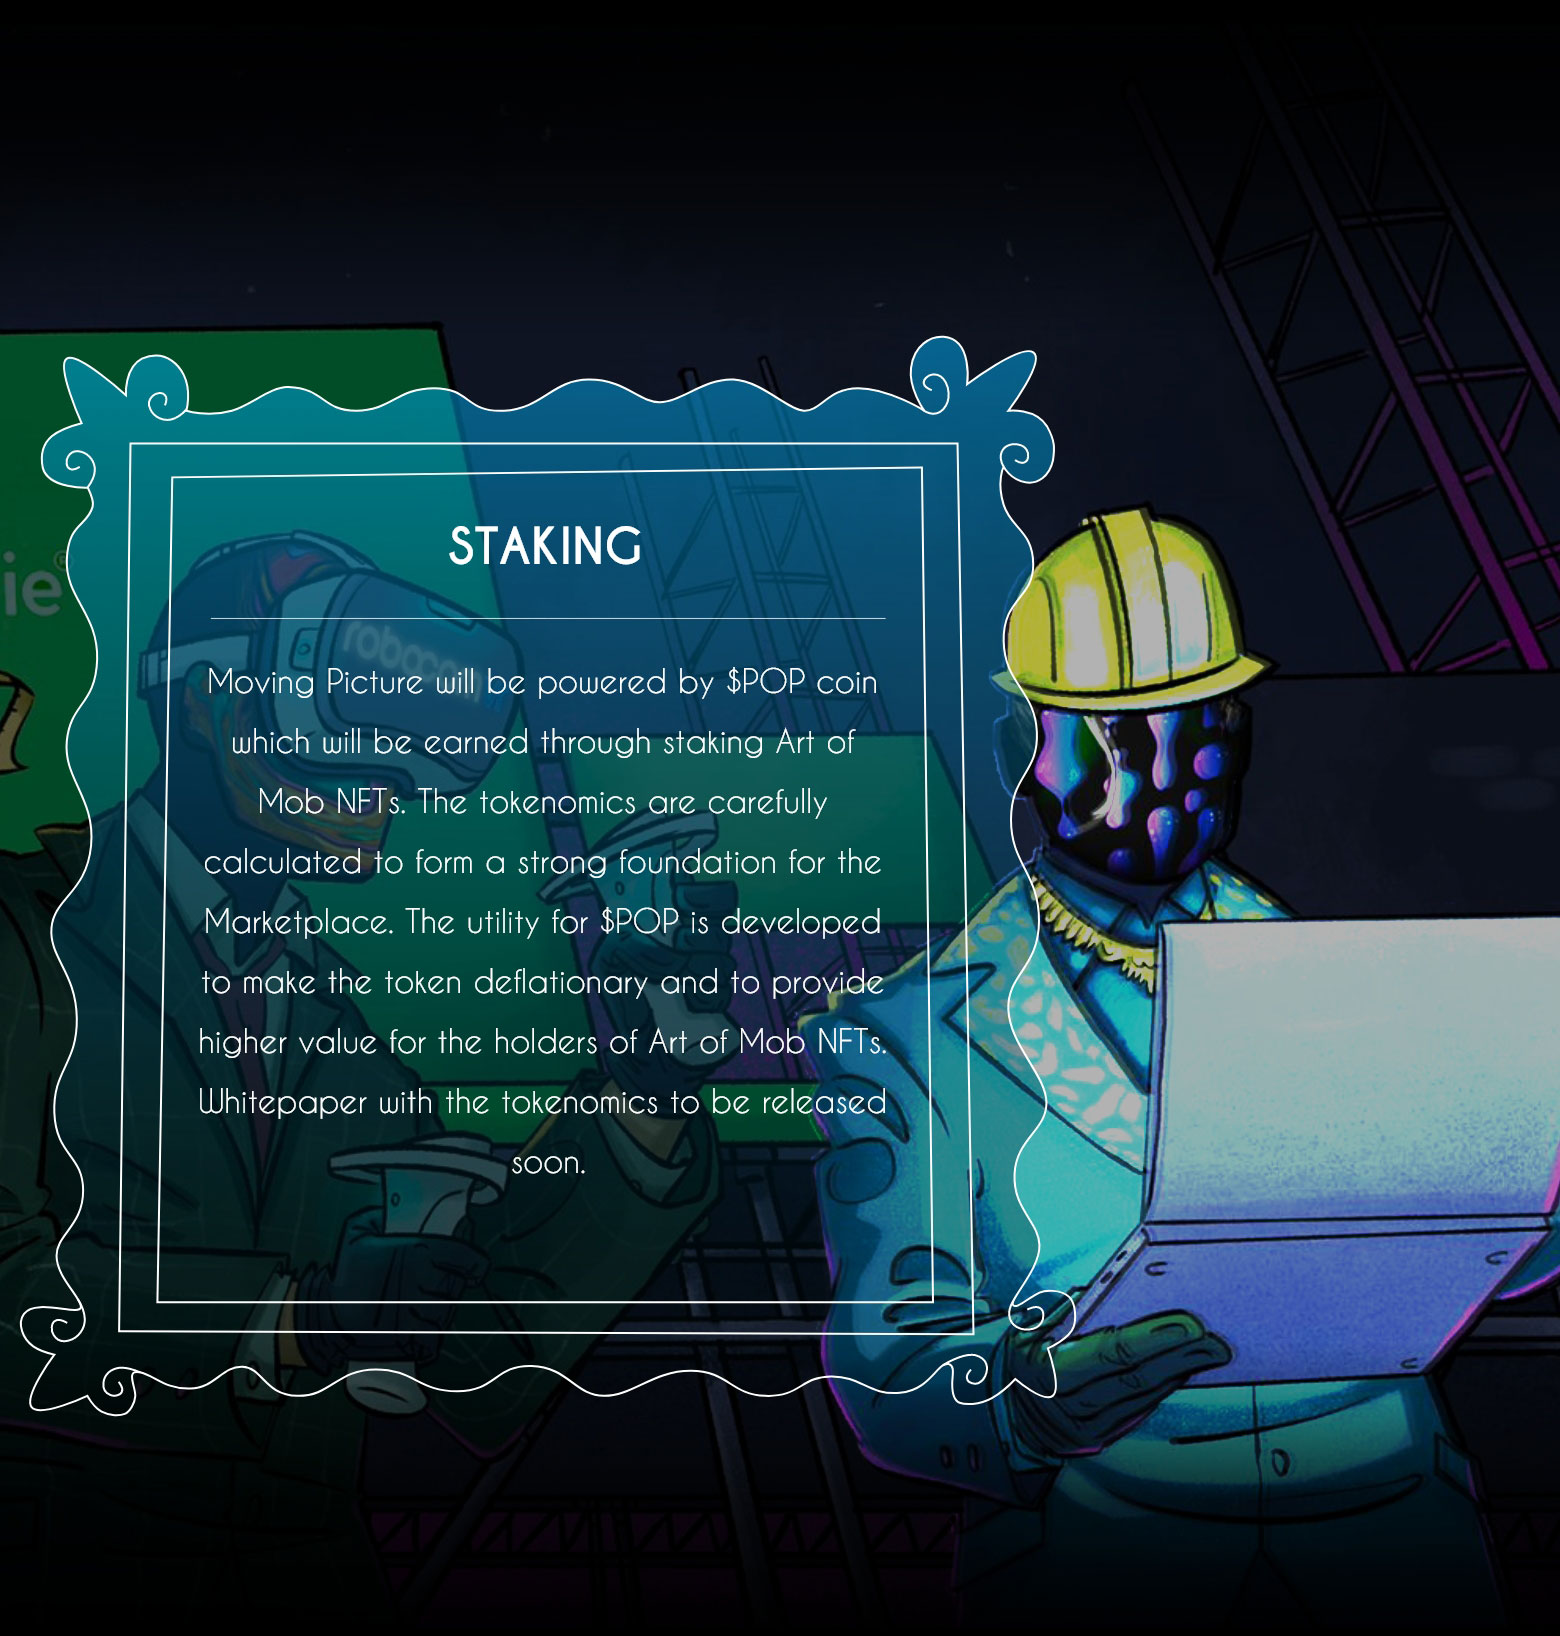 ie®
STAKING
robocorn
Moving Picture will be powered by $POP coin
which will be earned through staking Art of
Mob NFTs. The tokenomics are carefully
calculated to form a strong foundation for the
Marketplace. The utility for $POP is developed
to make the token deflationary and to provide
higher value for the holders of Art of Mob NFTs.
Whitepaper with the tokenomics to be released
soon.